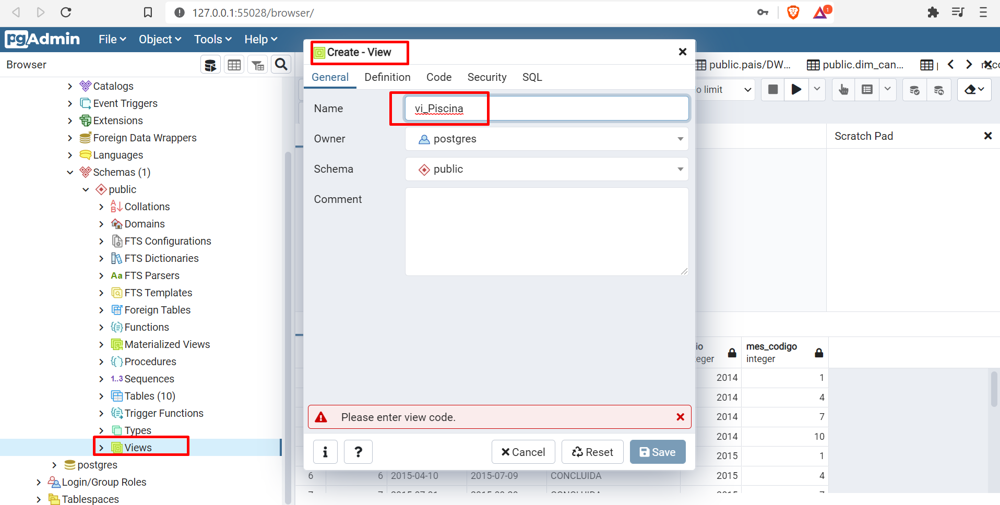 127.0.0.1:55028/browser/
1
pgAdmin
File
Object
Tools
Help
Browser
Catalogs
Event Triggers
Extensions
Foreign Data Wrappers
Languages
Schemas (1)
public
Collations
Domains
FTS Configurations
FTS Dictionaries
Aa FTS Parsers
FTS Templates
Foreign Tables
Functions
Materialized Views
Procedures
1..3 Sequences
Tables (10)
Trigger Functions
Types
Views
postgres
Login/Group Roles
Tablespaces
Create - View
General
Definition
Code
Security
SQL
Name
vi_Piscina
Owner
postgres
Schema
public
Comment
Please enter view code.
i
?
Cancel
Reset
Save
public.pais/DW...
public.dim_can...
o limit
Scratch Pad
io
eger
mes_codigo
integer
2014 1
2014 4
2014 7
2014 10
2015 1
6 6 2015-04-10 2015-07-09 CONCLUIDA 2015 4